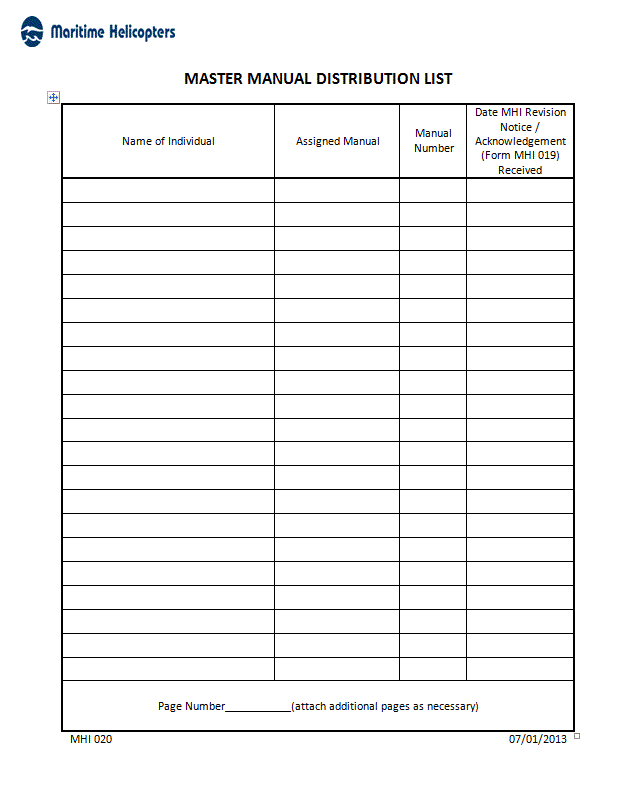 Maritime Helicopters
MASTER MANUAL DISTRIBUTION LIST
Name of Individual
Assigned Manual
Manual
Number
Date MHI Revision
Notice /
Acknowledgement
(Form MHI 019)
Received
Page Number___________(attach additional pages as necessary)
MHI 020
07/01/2013